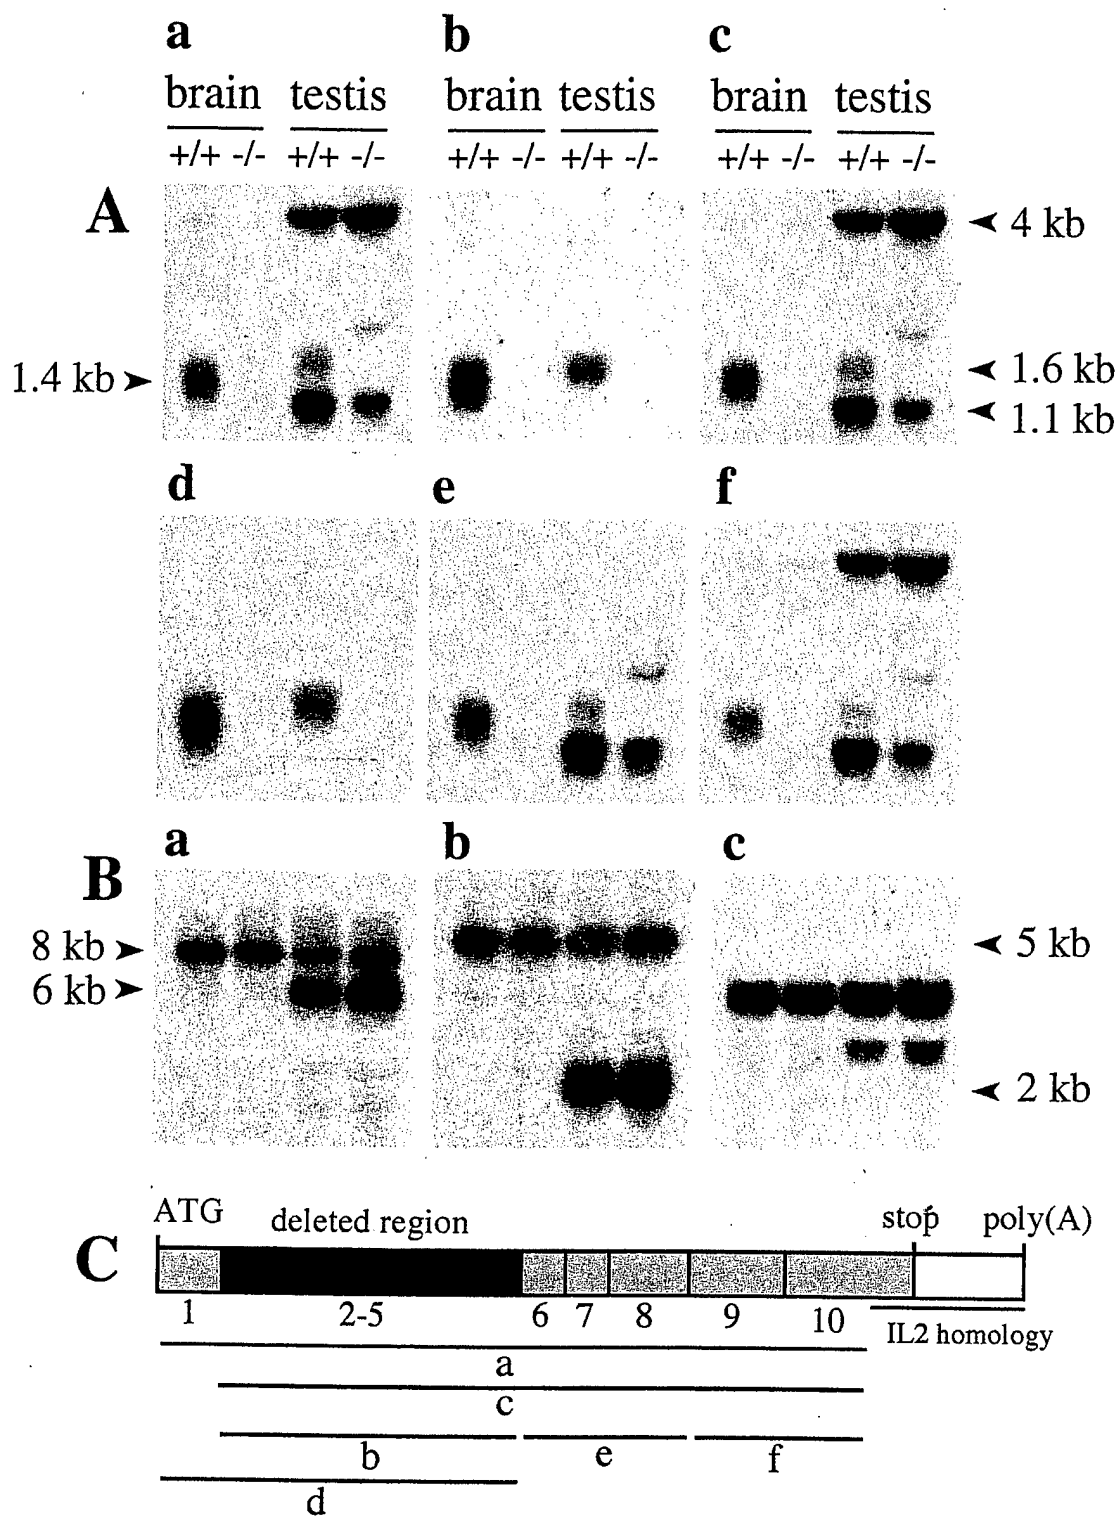 a b c
brain testis brain testis brain testis
+/+ -/- +/+ -/- +/+ -/- +/+ -/- +/+ -/- +/+ -/-
A
4 kb
1.4 kb
1.6 kb
1.1 kb
d e f
a b c
B
8 kb
5 kb
6 kb
2 kb
ATG deleted region stop poly(A)
C
1 2-5 6 7 8 9 10
IL2 homology
a
c
b e f
d